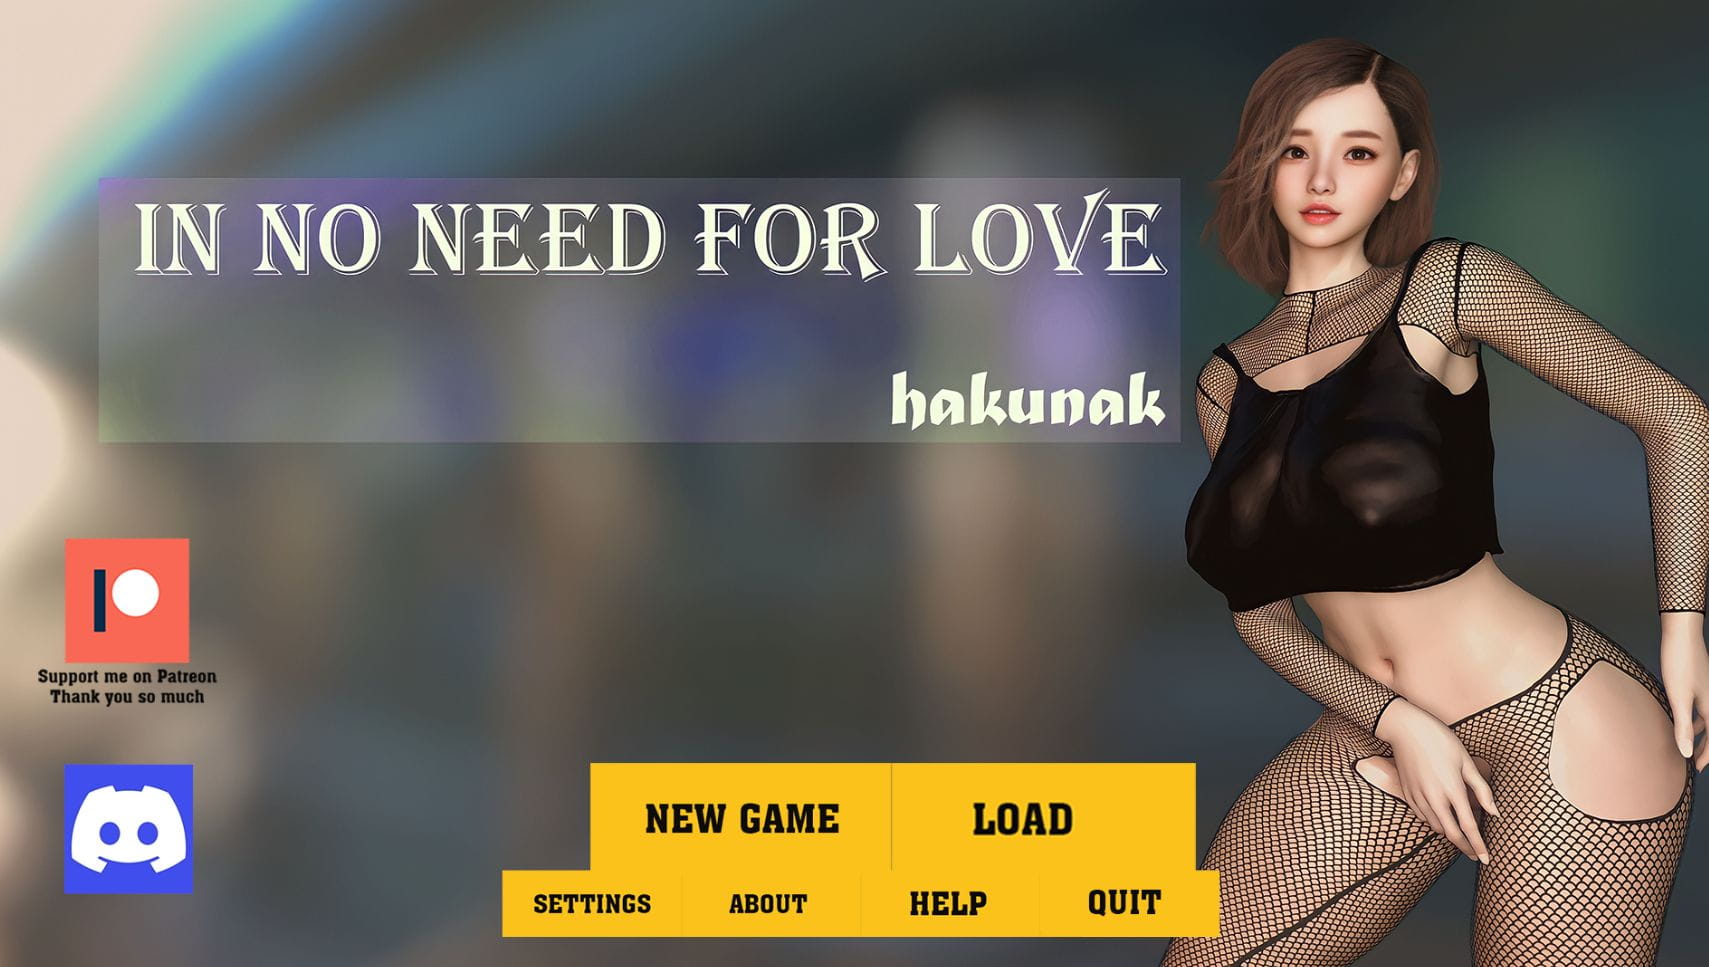 IN NO NEED FOR LOVE
hakunak
Support me on Patreon
Thank you so much
NEW GAME
LOAD
SETTINGS
ABOUT
HELP
QUIT